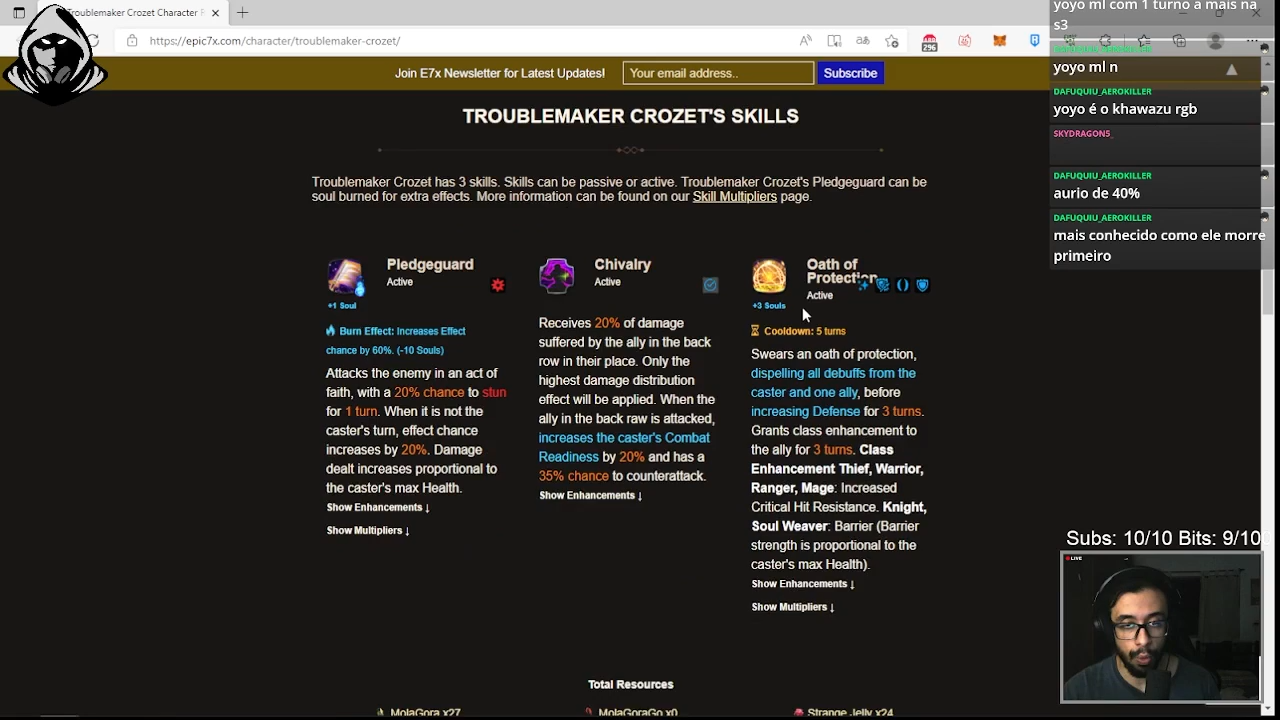 Troublemaker Crozet Character F
https://epic7x.com/character/troublemaker-crozet/
296
Join E7x Newsletter for Latest Updates!
Your email address..
Subscribe
TROUBLEMAKER CROZET'S SKILLS
Troublemaker Crozet has 3 skills. Skills can be passive or active. Troublemaker Crozet's Pledgeguard can be
soul burned for extra effects. More information can be found on our Skill Multipliers page.
Pledgeguard
Active
+1 Soul
Burn Effect: Increases Effect
chance by 60%. (-10 Souls)
Attacks the enemy in an act of
faith, with a 20% chance to stun
for 1 turn. When it is not the
caster's turn, effect chance
increases by 20%. Damage
dealt increases proportional to
the caster's max Health.
Show Enhancements ↓
Show Multipliers ↓
Chivalry
Active
Receives 20% of damage
suffered by the ally in the back
row in their place. Only the
highest damage distribution
effect will be applied. When the
ally in the back raw is attacked,
increases the caster's Combat
Readiness by 20% and has a
35% chance to counterattack.
Show Enhancements ↓
Oath of
Protection
Active
+3 Souls
Cooldown: 5 turns
Swears an oath of protection,
dispelling all debuffs from the
caster and one ally, before
increasing Defense for 3 turns.
Grants class enhancement to
the ally for 3 turns. Class
Enhancement Thief, Warrior,
Ranger, Mage: Increased
Critical Hit Resistance. Knight,
Soul Weaver: Barrier (Barrier
strength is proportional to the
caster's max Health).
Show Enhancements ↓
Show Multipliers ↓
Total Resources
MolaGora x27
MolaGoraGo x0
Strange Jelly x24
yoyo ml com 1 turno a mais na
s3
yoyo ml n
DAFUQUIU_AEROKILLER
yoyo é o khawazu rgb
SKYDRAGON5_
DAFUQUIU_AEROKILLER
aurio de 40%
DAFUQUIU_AEROKILLER
mais conhecido como ele morre
primeiro
Subs: 10/10 Bits: 9/100
LIVE